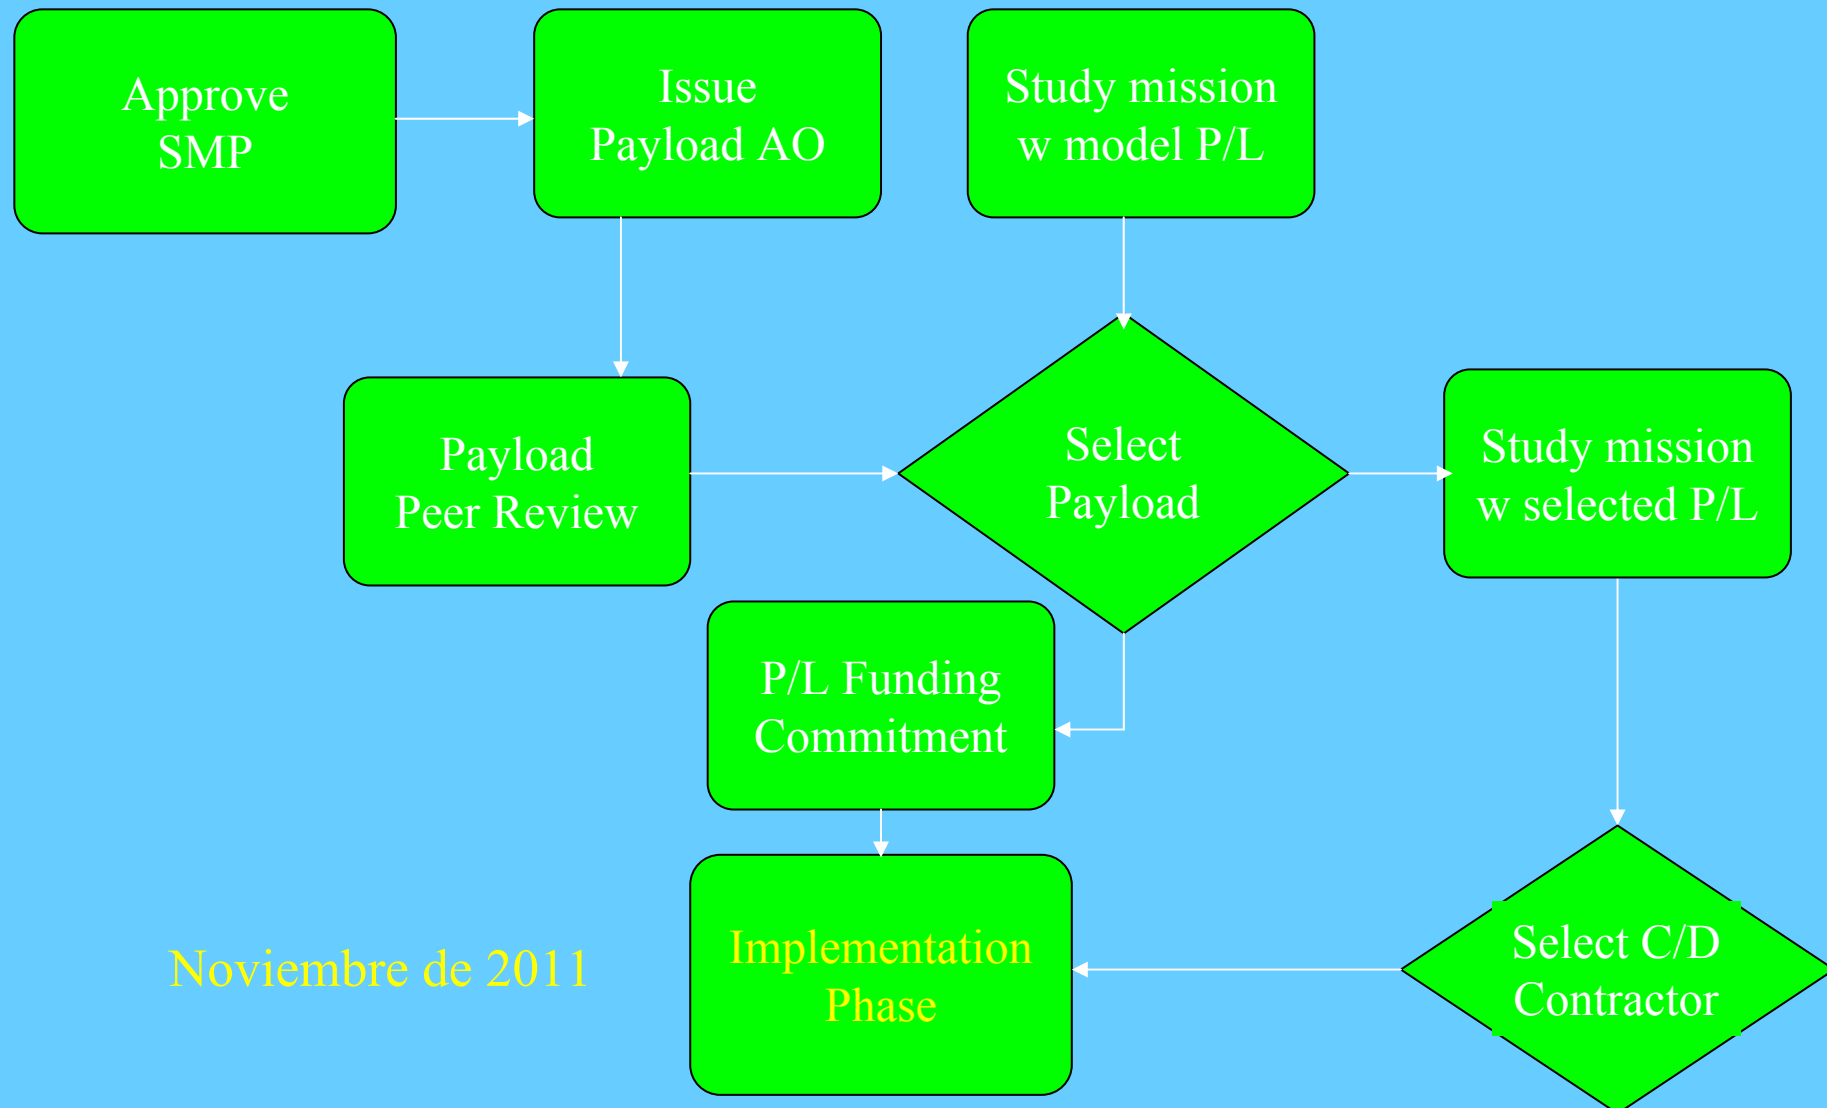 Approve
SMP
Issue
Payload AO
Study mission
w model P/L
Payload
Peer Review
Select
Payload
Study mission
w selected P/L
P/L Funding
Commitment
Noviembre de 2011
Implementation
Phase
Select C/D
Contractor